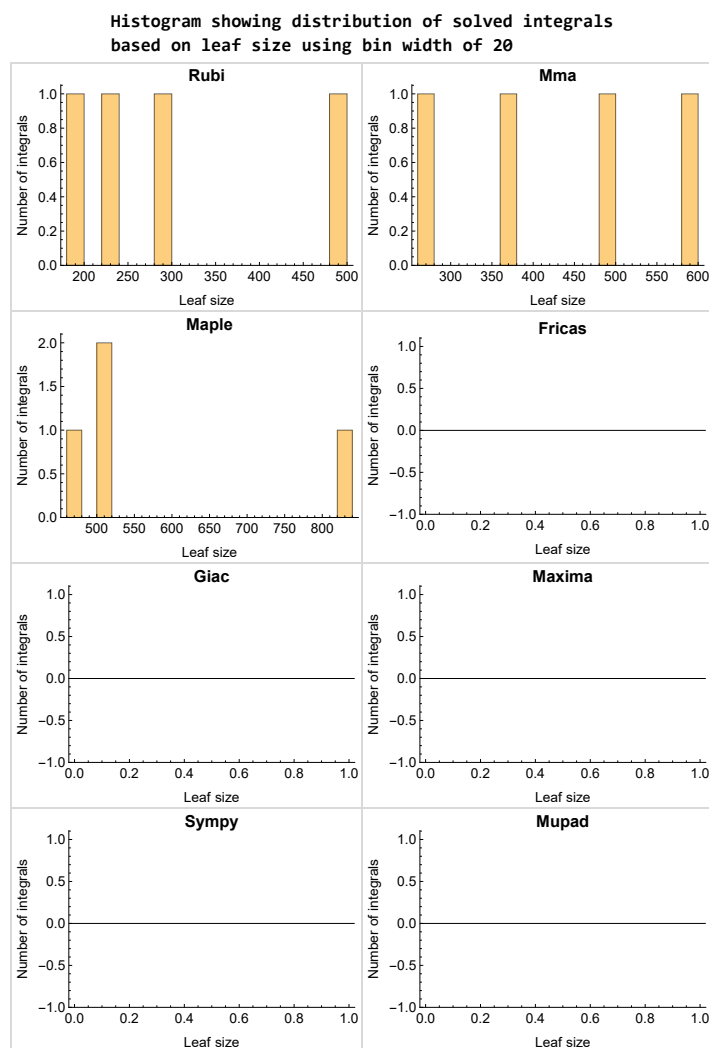 Histogram showing distribution of solved integrals
based on leaf size using bin width of 20
Rubi
Number of integrals
1.0
0.8
0.6
0.4
0.2
0.0
200 250 300 350 400 450 500
Leaf size
Mma
Number of integrals
1.0
0.8
0.6
0.4
0.2
0.0
300 350 400 450 500 550 600
Leaf size
Maple
Number of integrals
2.0
1.5
1.0
0.5
0.0
500 550 600 650 700 750 800
Leaf size
Fricas
Number of integrals
1.0
0.5
0.0
−0.5
−1.0
0.0 0.2 0.4 0.6 0.8 1.0
Leaf size
Giac
Number of integrals
1.0
0.5
0.0
−0.5
−1.0
0.0 0.2 0.4 0.6 0.8 1.0
Leaf size
Maxima
Number of integrals
1.0
0.5
0.0
−0.5
−1.0
0.0 0.2 0.4 0.6 0.8 1.0
Leaf size
Sympy
Number of integrals
1.0
0.5
0.0
−0.5
−1.0
0.0 0.2 0.4 0.6 0.8 1.0
Leaf size
Mupad
Number of integrals
1.0
0.5
0.0
−0.5
−1.0
0.0 0.2 0.4 0.6 0.8 1.0
Leaf size